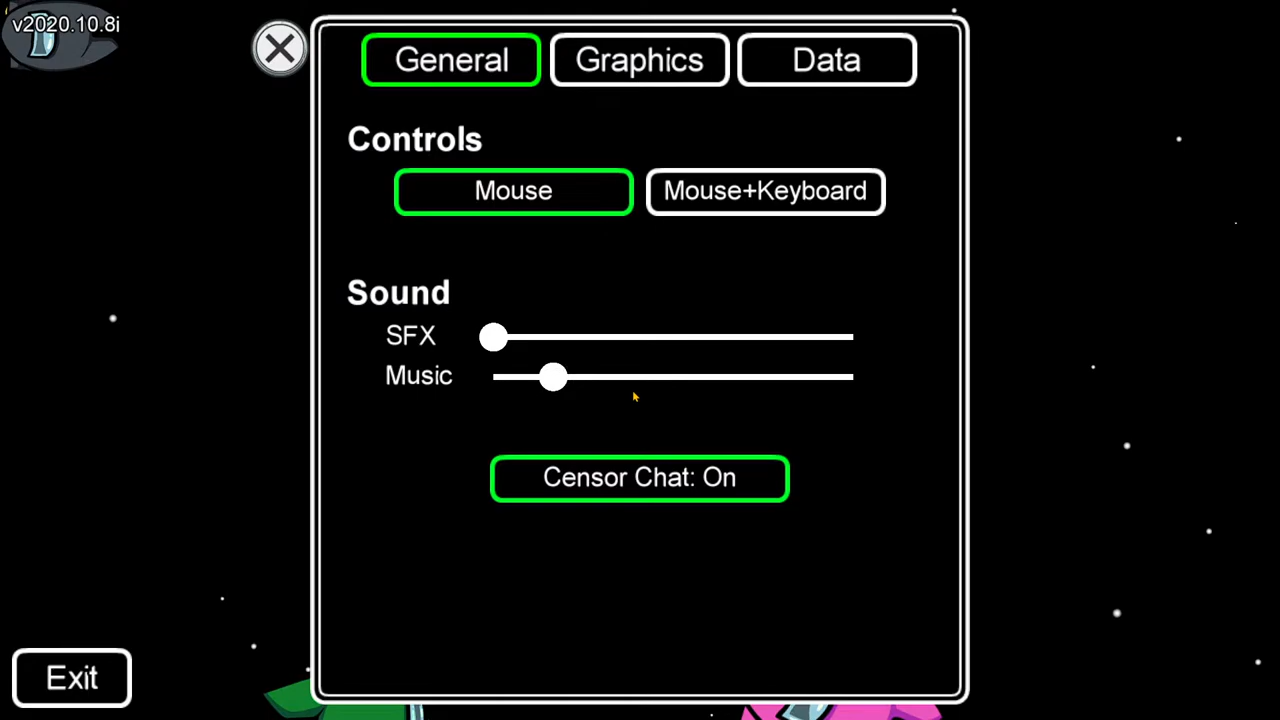 v2020.10.8i
General
Graphics
Data
Controls
Mouse
Mouse+Keyboard
Sound
SFX
Music
Censor Chat: On
Exit